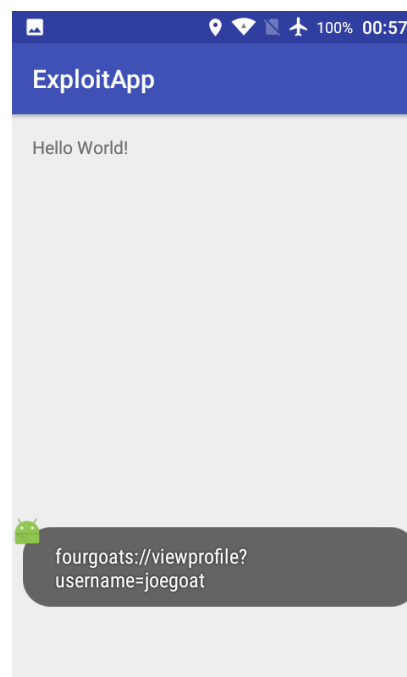 100% 00:57
ExploitApp
Hello World!
fourgoats://viewprofile?
username=joegoat